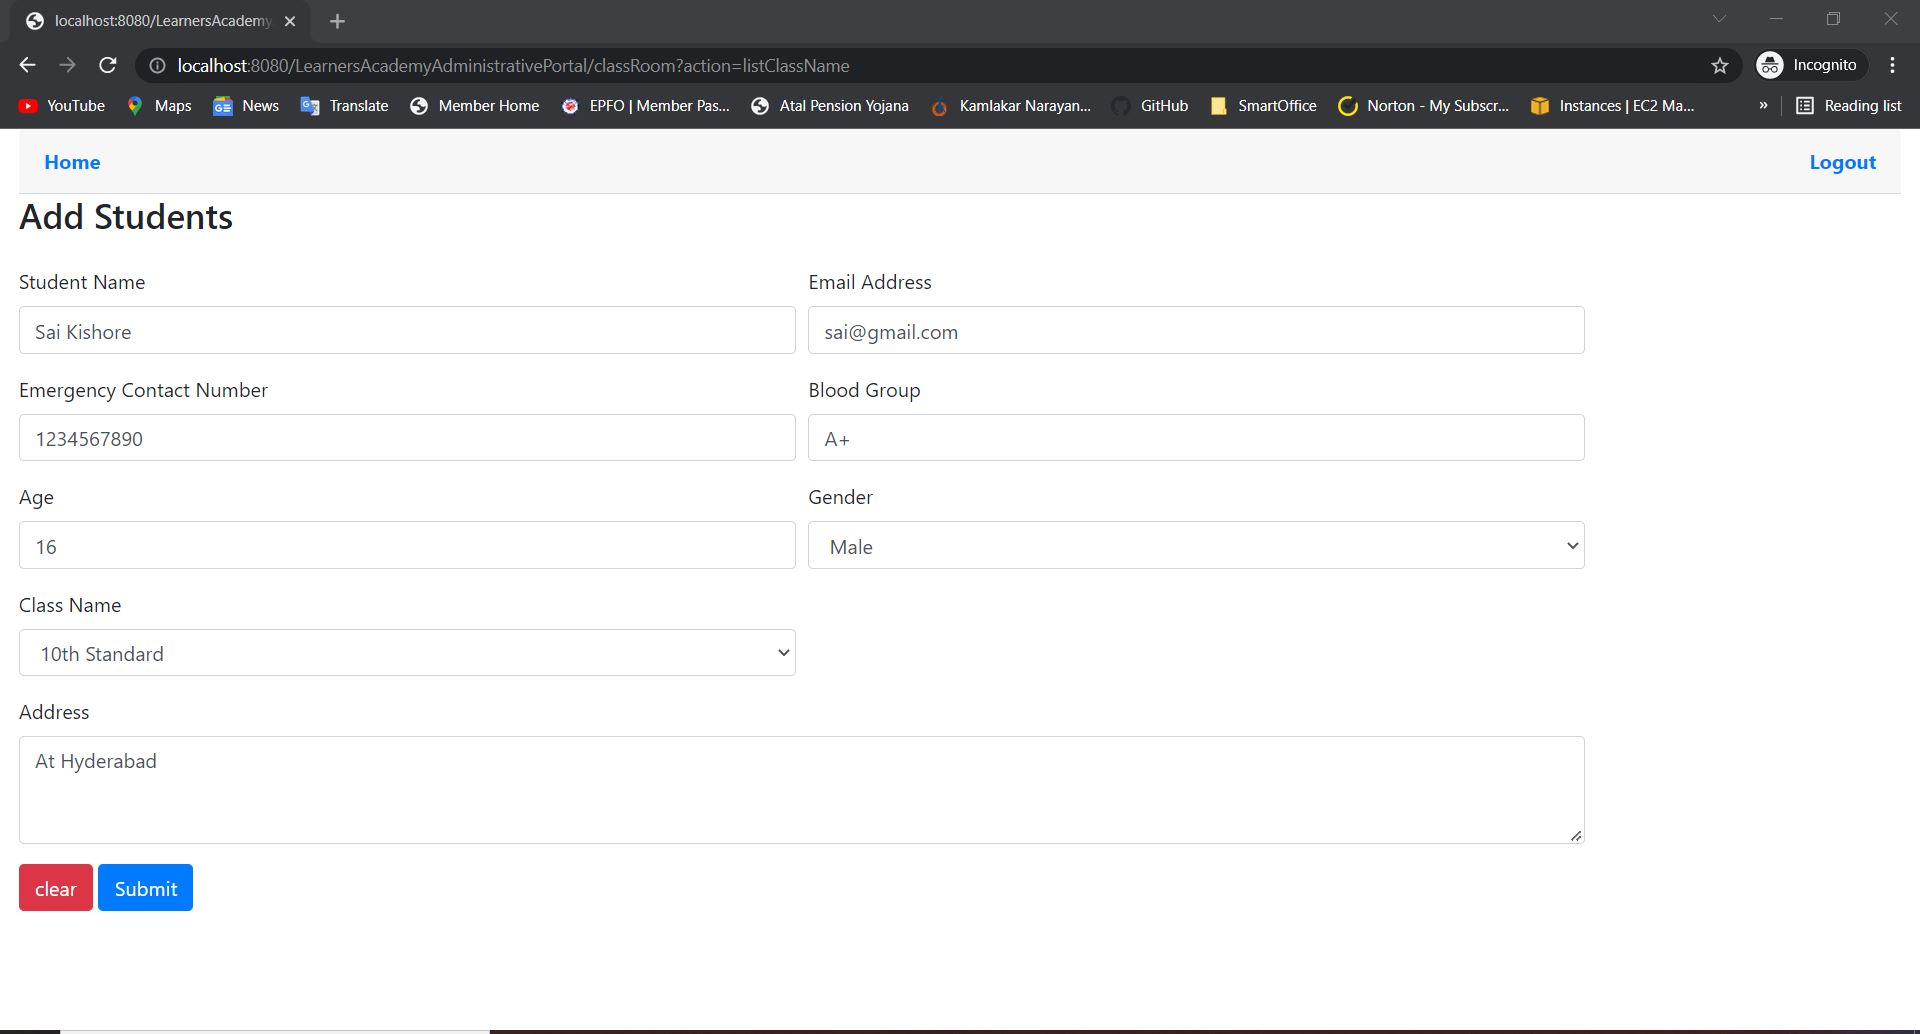 localhost:8080/LearnersAcademy
localhost:8080/LearnersAcademyAdministrativePortal/classRoom?action=listClassName Incognito
YouTube Maps News Translate Member Home EPFO | Member Pas... Atal Pension Yojana Kamlakar Narayan... GitHub SmartOffice Norton - My Subscr... Instances | EC2 Ma... » Reading list
Home Logout
Add Students
Student Name Email Address
Sai Kishore sai@gmail.com
Emergency Contact Number Blood Group
1234567890 A+
Age Gender
16 Male
Class Name
10th Standard
Address
At Hyderabad
clear Submit